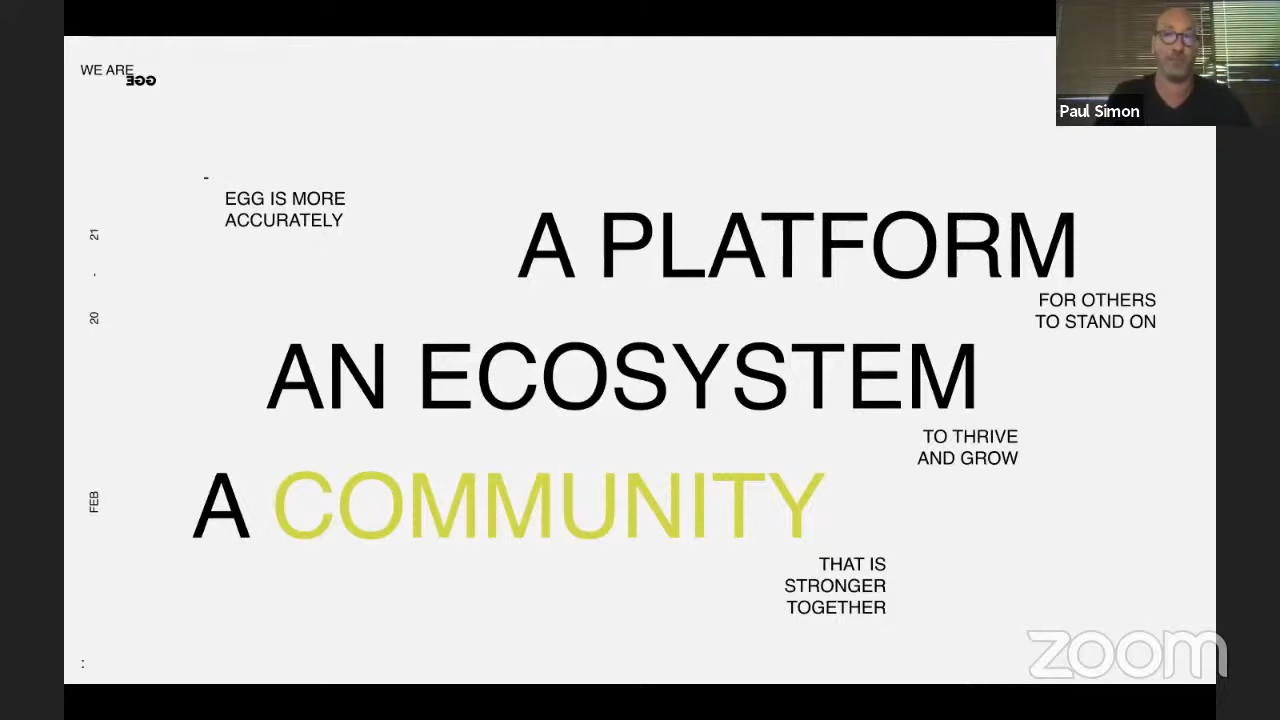 WE ARE
EGG
Paul Simon
EGG IS MORE
ACCURATELY
A PLATFORM
FOR OTHERS
TO STAND ON
AN ECOSYSTEM
TO THRIVE
AND GROW
A COMMUNITY
THAT IS
STRONGER
TOGETHER
21
-
20
FEB
:
zoom